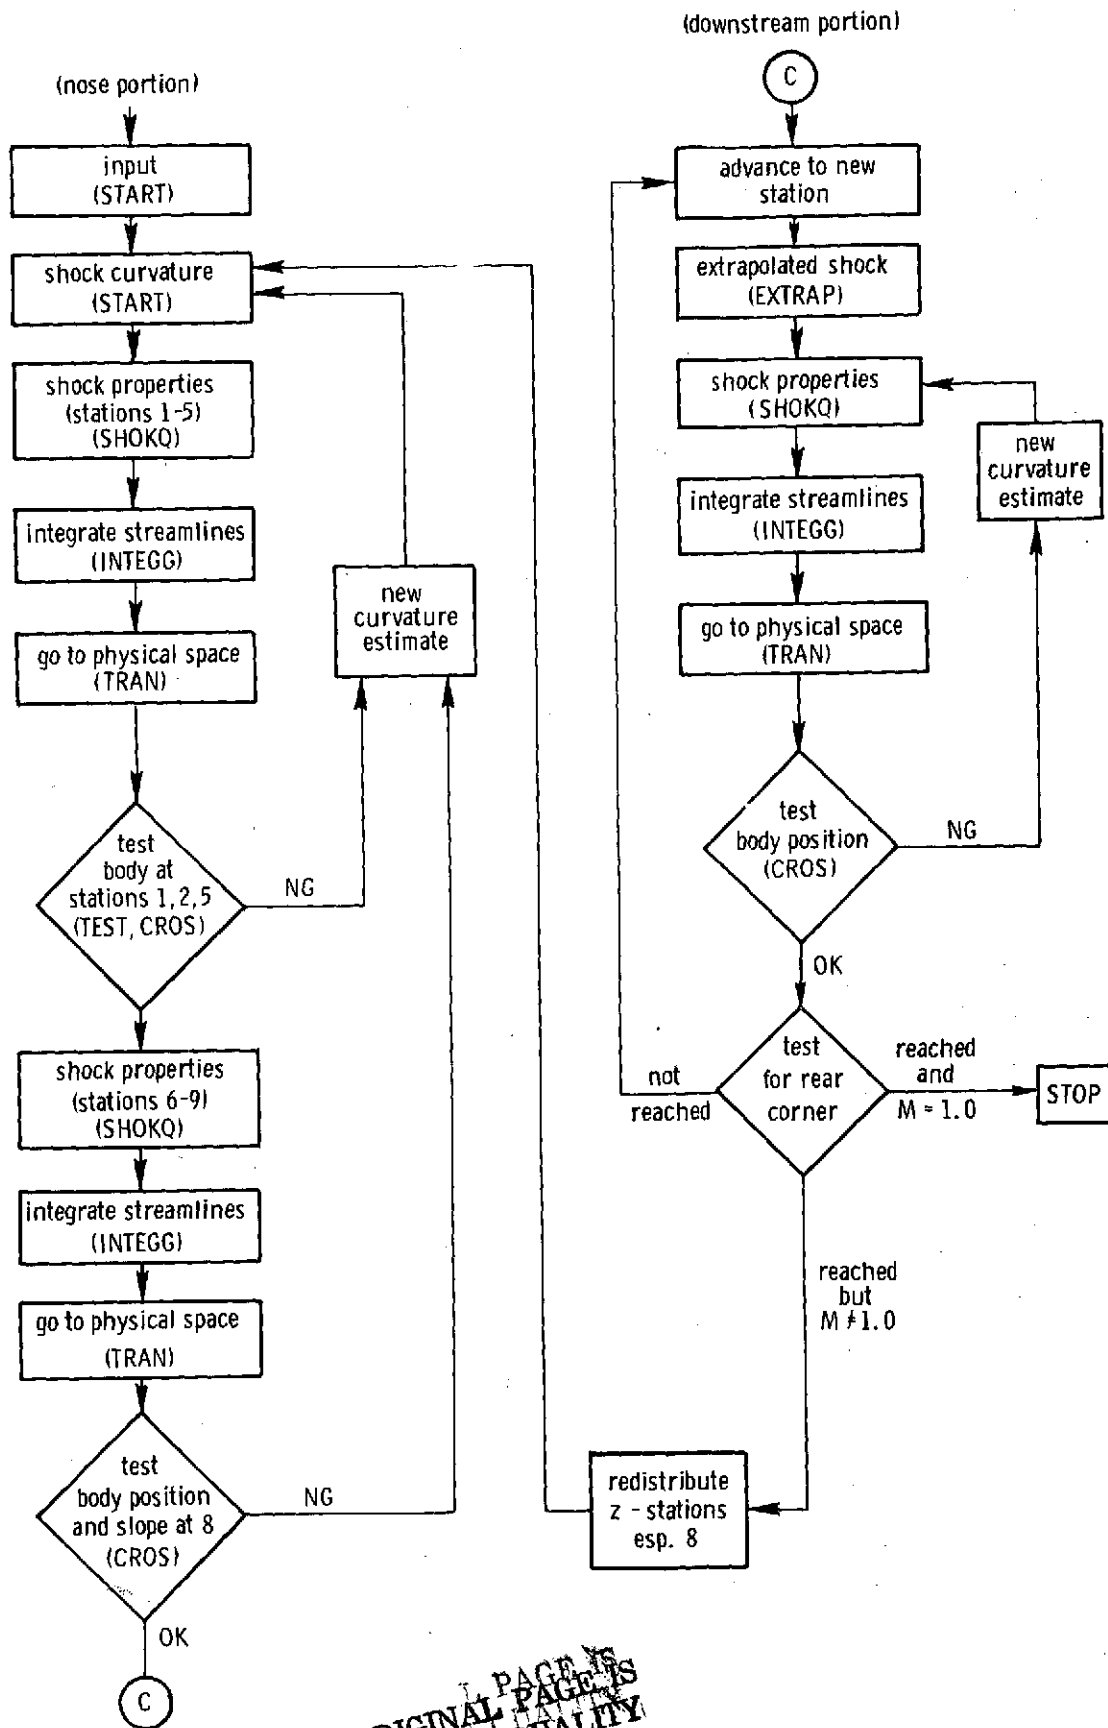 (nose portion)
input
(START)
shock curvature
(START)
shock properties
(stations 1-5)
(SHOKQ)
integrate streamlines
(INTEGG)
go to physical space
(TRAN)
new
curvature
estimate
test
body at
stations 1, 2, 5
(TEST, CROS)
NG
shock properties
(stations 6-9)
(SHOKQ)
integrate streamlines
(INTEGG)
go to physical space
(TRAN)
test
body position
and slope at 8
(CROS)
NG
OK
C
(downstream portion)
C
advance to new
station
extrapolated shock
(EXTRAP)
shock properties
(SHOKQ)
new
curvature
estimate
integrate streamlines
(INTEGG)
go to physical space
(TRAN)
test
body position
(CROS)
NG
OK
test
for rear
corner
not
reached
reached
and
M = 1.0
STOP
reached
but
M ≠ 1.0
redistribute
z - stations
esp. 8
PAGE IS
PAGE IS